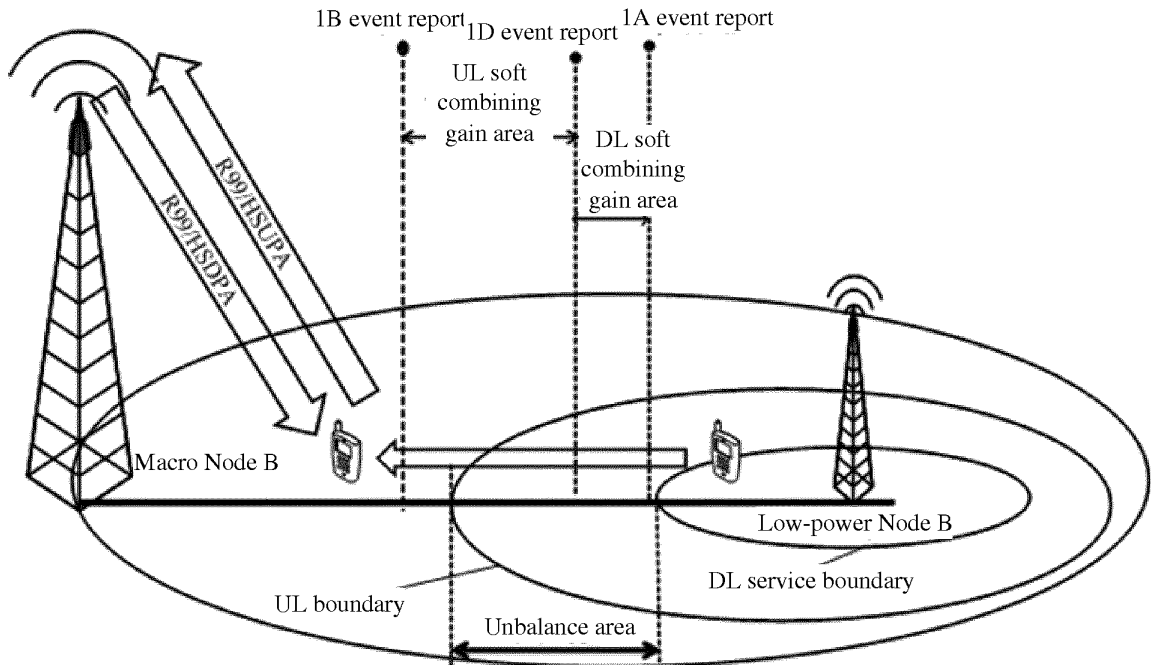 1B event report
1D event report
1A event report
UL soft
combining
gain area
DL soft
combining
gain area
R99/HSUPA
R99/HSDPA
Macro Node B
Low-power Node B
DL service boundary
UL boundary
Unbalance area